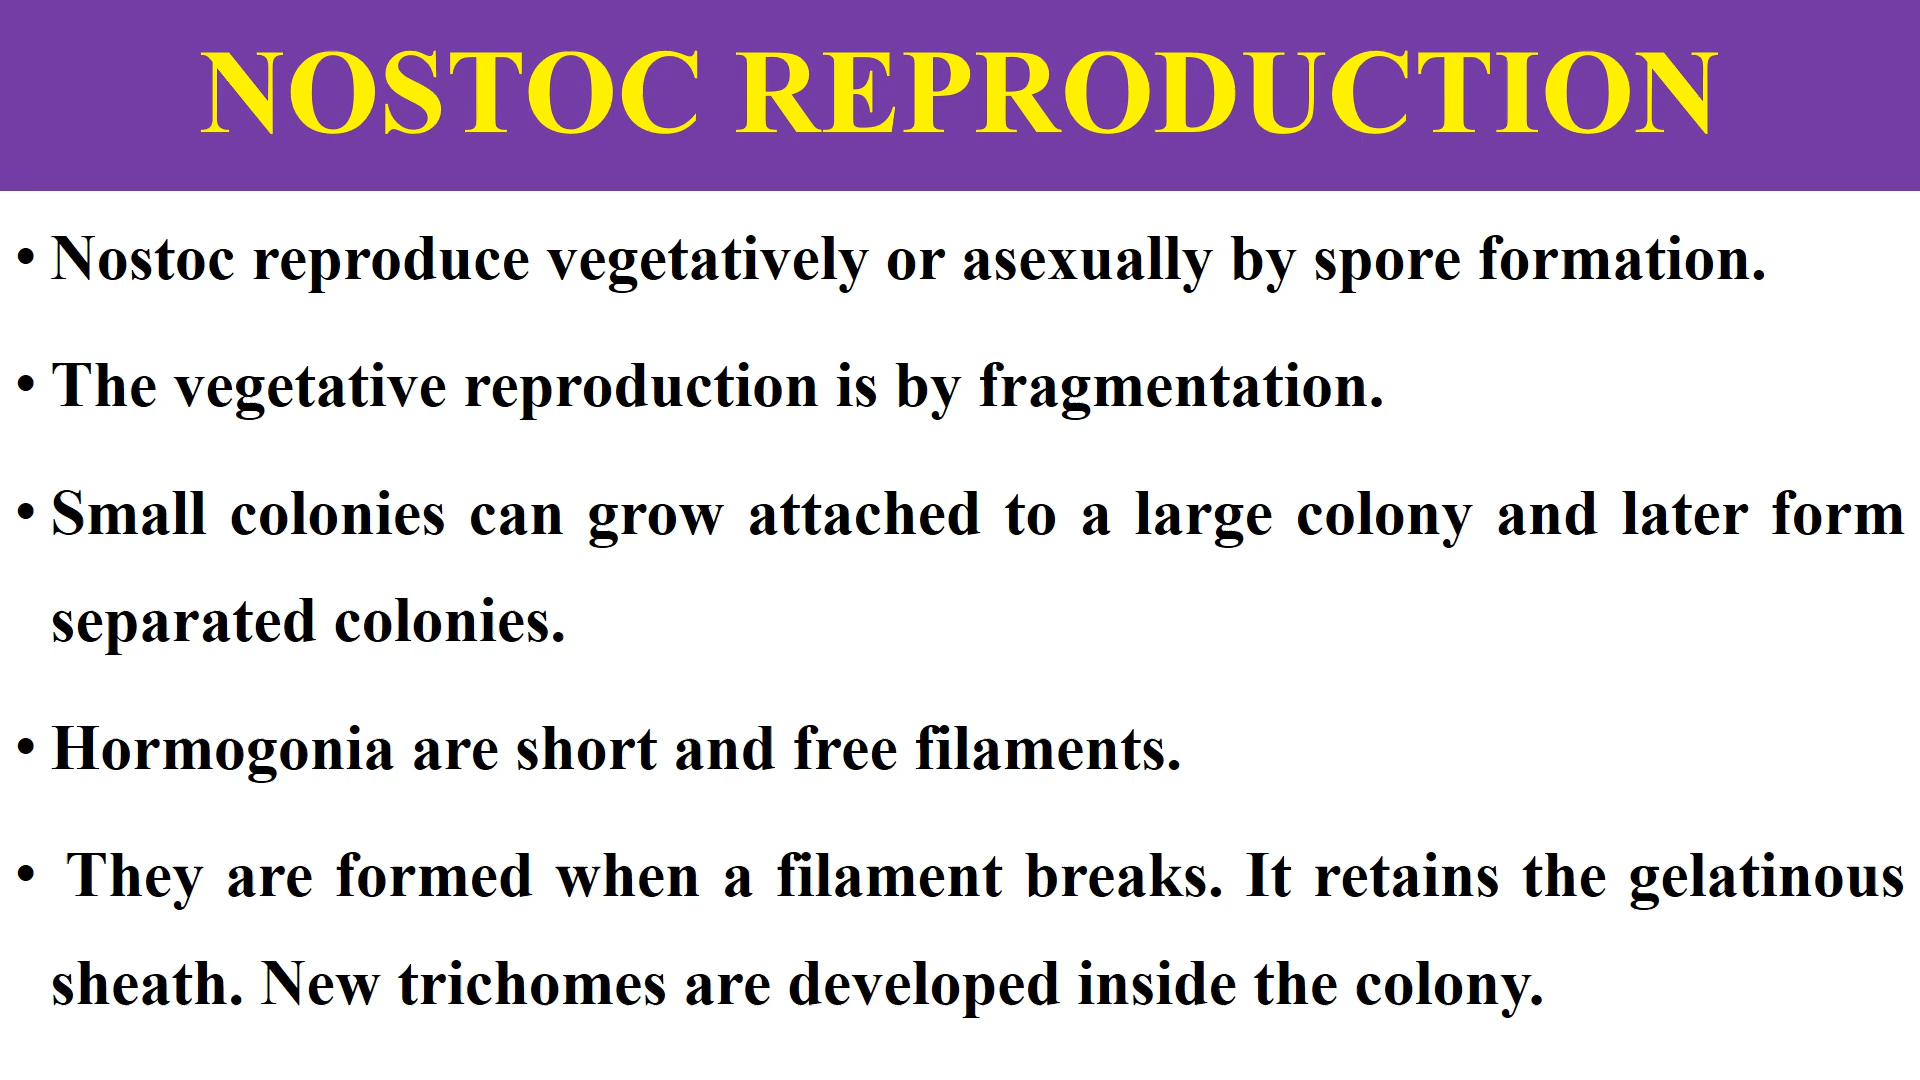 NOSTOC REPRODUCTION
• Nostoc reproduce vegetatively or asexually by spore formation.
• The vegetative reproduction is by fragmentation.
• Small colonies can grow attached to a large colony and later form
separated colonies.
• Hormogonia are short and free filaments.
• They are formed when a filament breaks. It retains the gelatinous
sheath. New trichomes are developed inside the colony.